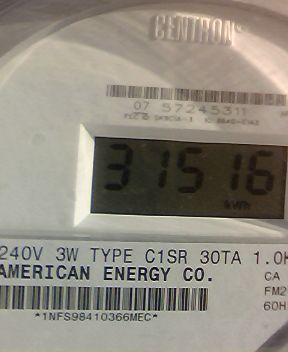 CENTRON®
07 57245311
31516
kWh
240V 3W TYPE C1SR 30TA 1.0K
AMERICAN ENERGY CO.
CA
FM2
60H
*1NFS98410366MEC*